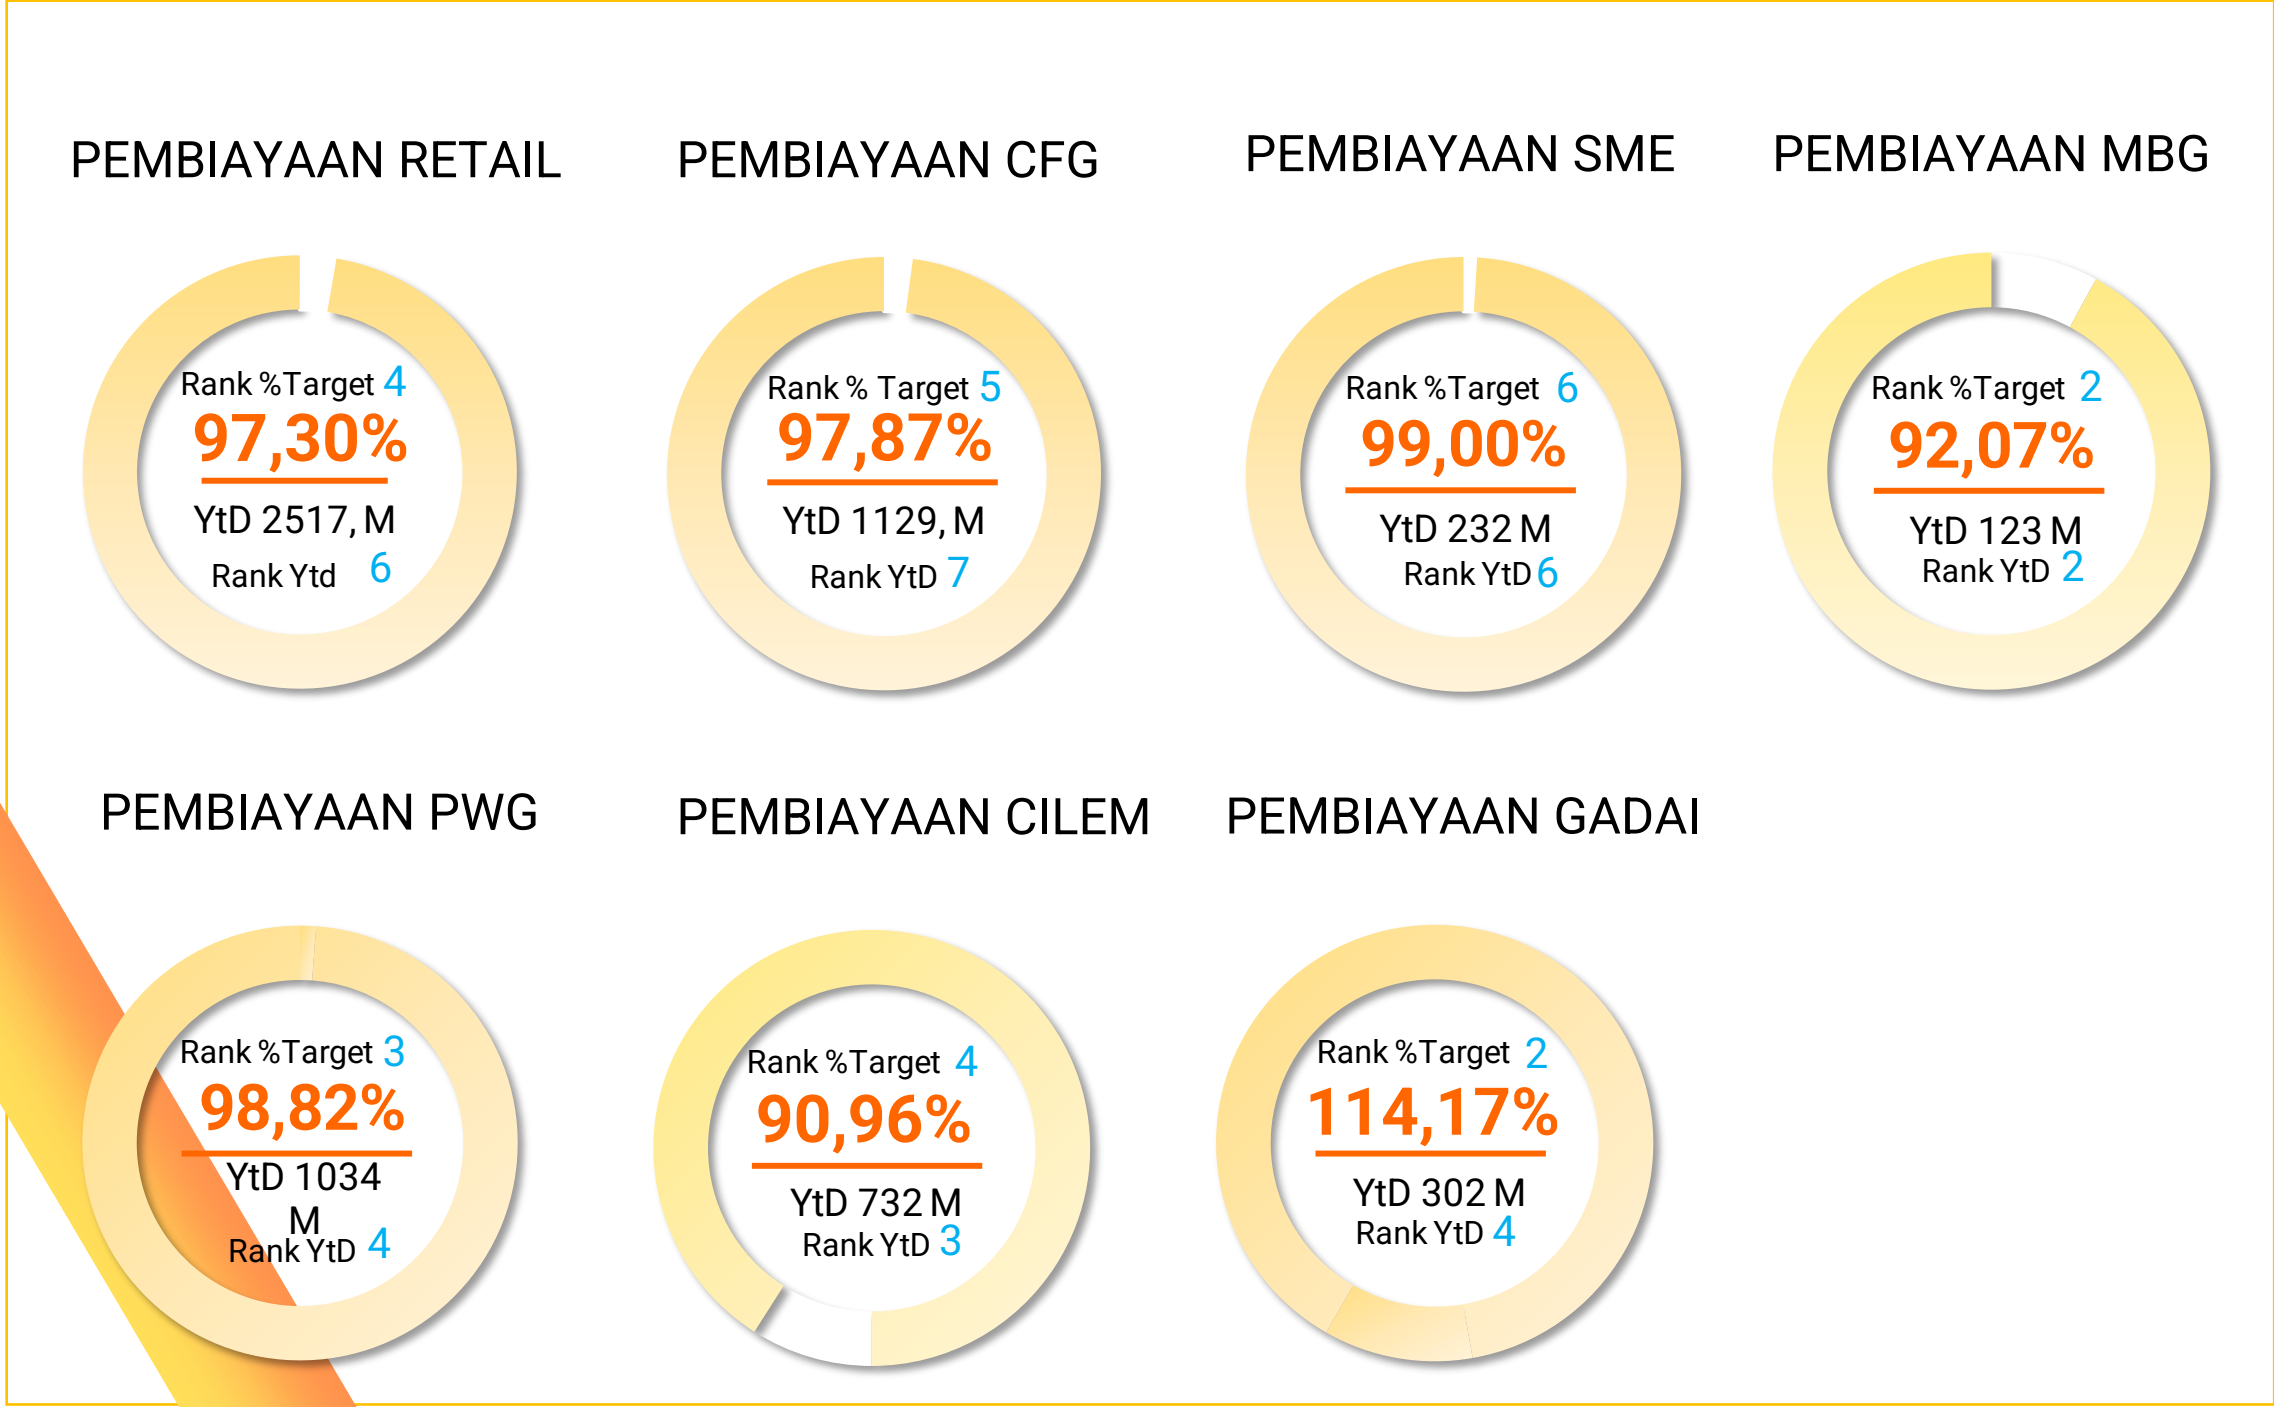 PEMBIAYAAN RETAIL
Rank %Target 4
97,30%
YtD 2517, M
Rank Ytd 6
PEMBIAYAAN CFG
Rank % Target 5
97,87%
YtD 1129, M
Rank YtD 7
PEMBIAYAAN SME
Rank %Target 6
99,00%
YtD 232 M
Rank YtD 6
PEMBIAYAAN MBG
Rank %Target 2
92,07%
YtD 123 M
Rank YtD 2
PEMBIAYAAN PWG
Rank %Target 3
98,82%
YtD 1034
M
Rank YtD 4
PEMBIAYAAN CILEM
Rank %Target 4
90,96%
YtD 732 M
Rank YtD 3
PEMBIAYAAN GADAI
Rank %Target 2
114,17%
YtD 302 M
Rank YtD 4